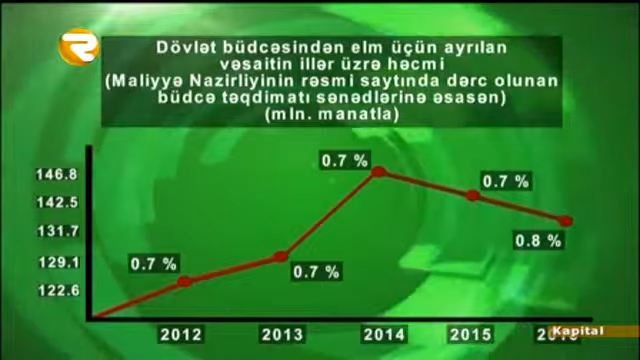 Dövlət büdcəsindən elm üçün ayrılan
vəsaitin illər üzrə həcmi
(Maliyyə Nazirliyinin rəsmi saytında dərc olunan
büdcə təqdimatı sənədlərinə əsasən)
(mln. manatla)
146.8
142.5
131.7
129.1
122.6
0.7 %
0.7 %
0.7 %
0.7 %
0.8 %
2012
2013
2014
2015
Kapital